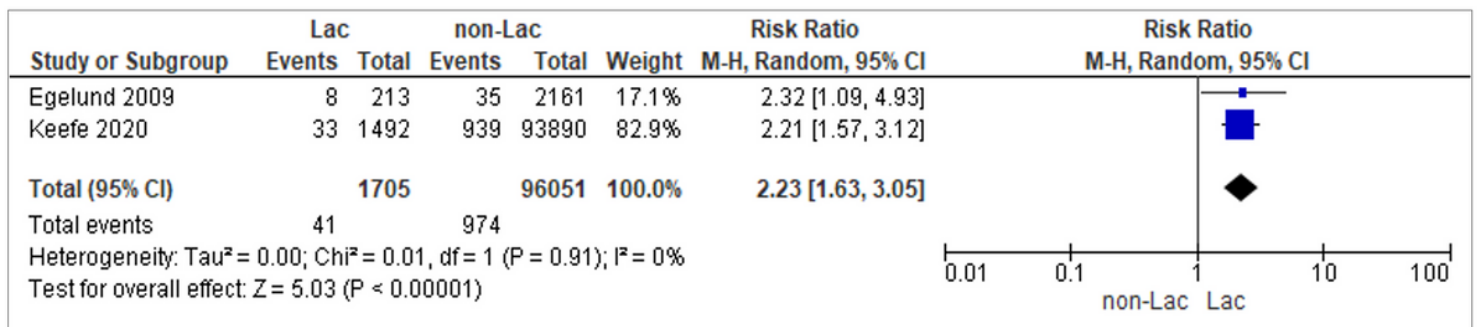 Lac non-Lac Risk Ratio Risk Ratio
Study or Subgroup Events Total Events Total Weight M-H, Random, 95% CI M-H, Random, 95% CI
Egelund 2009 8 213 35 2161 17.1% 2.32 [1.09, 4.93]
Keefe 2020 33 1492 939 93890 82.9% 2.21 [1.57, 3.12]
Total (95% CI) 1705 96051 100.0% 2.23 [1.63, 3.05]
Total events 41 974
Heterogeneity: Tau² = 0.00; Chi² = 0.01, df = 1 (P = 0.91); I² = 0%
Test for overall effect: Z = 5.03 (P < 0.00001)
0.01 0.1 1 10 100
non-Lac Lac